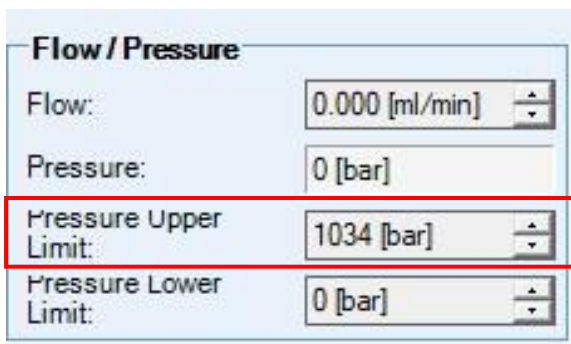 Flow / Pressure
Flow: 0.000 [ml/min]
Pressure: 0 [bar]
Pressure Upper
Limit: 1034 [bar]
Pressure Lower
Limit: 0 [bar]